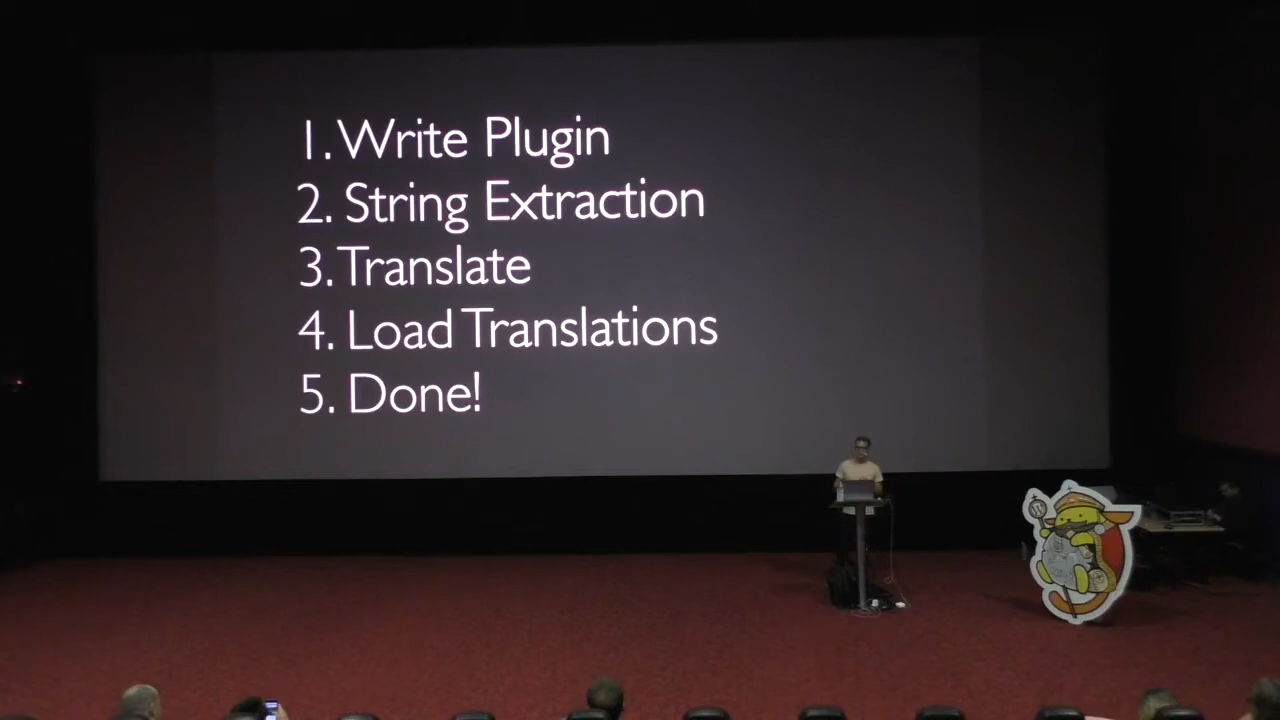 1. Write Plugin
2. String Extraction
3. Translate
4. Load Translations
5. Done!